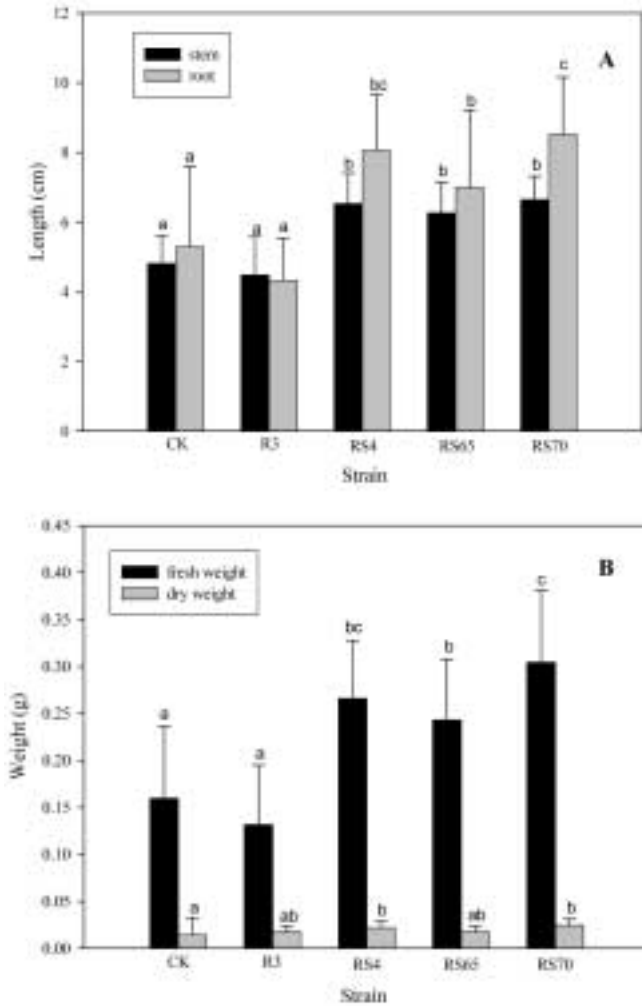 12
10
8
6
4
2
0
Length (cm)
stem
root
A
a
a
a
a
b
bc
b
b
b
c
CK
R3
RS4
RS65
RS70
Strain
0.45
0.40
0.35
0.30
0.25
0.20
0.15
0.10
0.05
0.00
Weight (g)
fresh weight
dry weight
B
a
a
a
ab
bc
b
b
ab
c
b
CK
R3
RS4
RS65
RS70
Strain